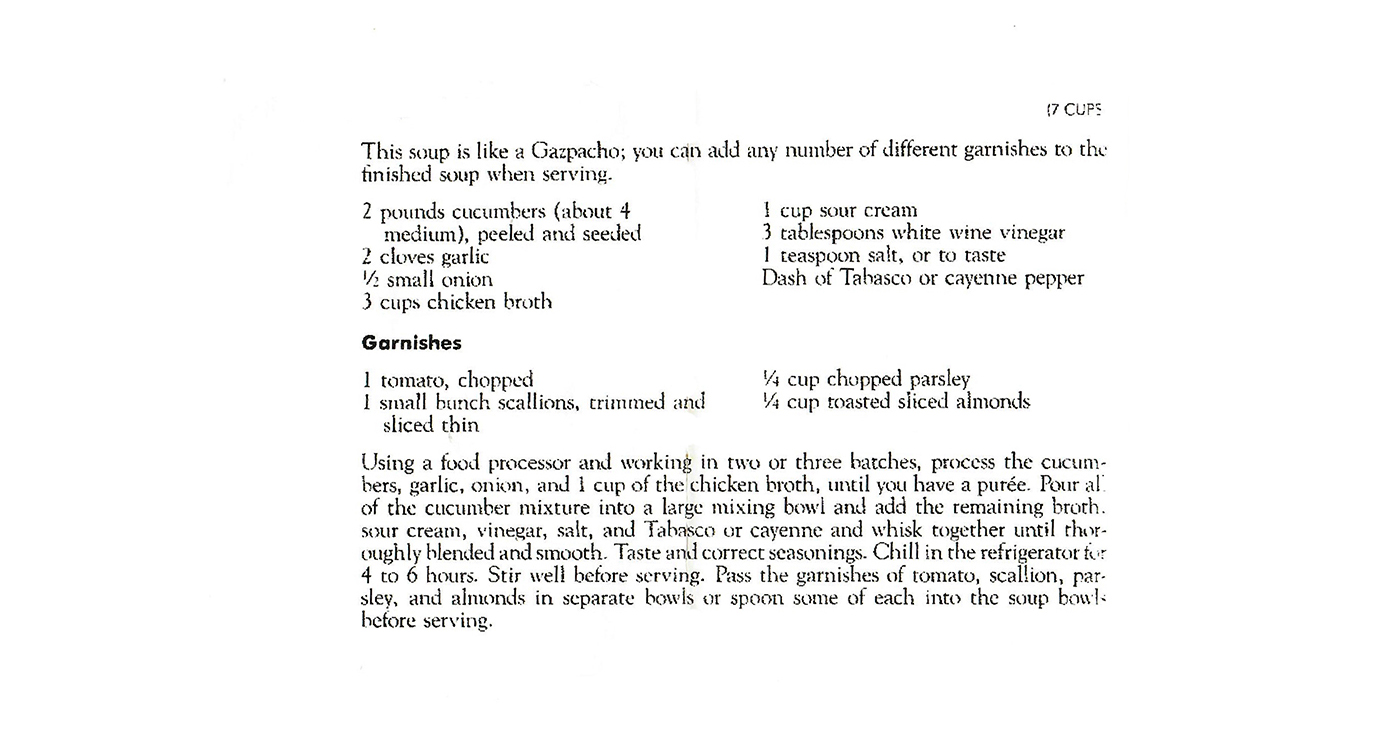 (7 CUPS
This soup is like a Gazpacho; you can add any number of different garnishes to the
finished soup when serving.
2 pounds cucumbers (about 4
medium), peeled and seeded
2 cloves garlic
½ small onion
3 cups chicken broth
1 cup sour cream
3 tablespoons white wine vinegar
1 teaspoon salt, or to taste
Dash of Tabasco or cayenne pepper
Garnishes
1 tomato, chopped
1 small bunch scallions, trimmed and
sliced thin
¼ cup chopped parsley
¼ cup toasted sliced almonds
Using a food processor and working in two or three batches, process the cucum-
bers, garlic, onion, and 1 cup of the chicken broth, until you have a purée. Pour all
of the cucumber mixture into a large mixing bowl and add the remaining broth,
sour cream, vinegar, salt, and Tabasco or cayenne and whisk together until thor-
oughly blended and smooth. Taste and correct seasonings. Chill in the refrigerator for
4 to 6 hours. Stir well before serving. Pass the garnishes of tomato, scallion, par-
sley, and almonds in separate bowls or spoon some of each into the soup bowls
before serving.